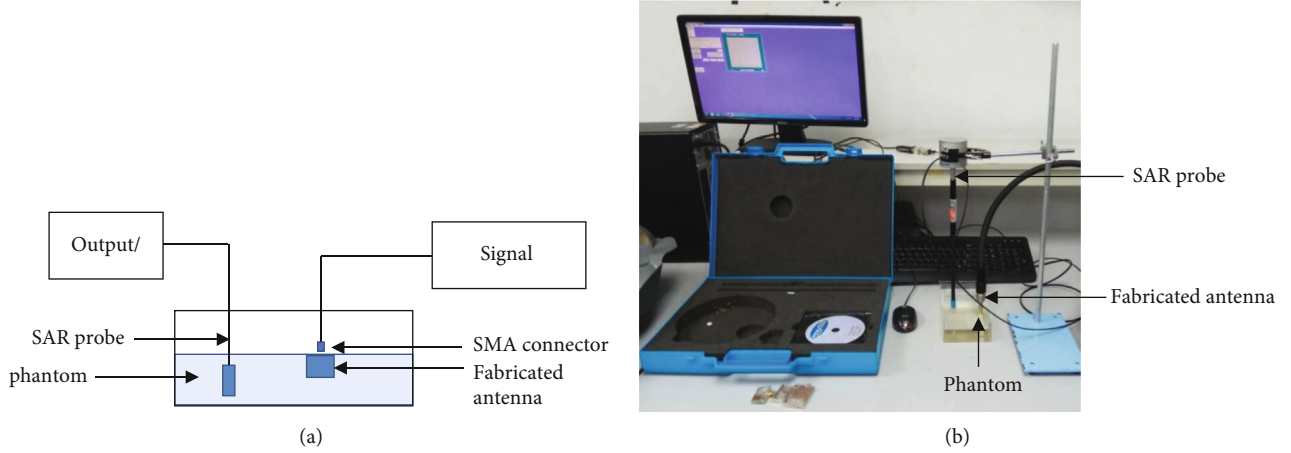 Output/
Signal
SAR probe
phantom
SMA connector
Fabricated
antenna
(a)
SAR probe
Fabricated antenna
Phantom
(b)